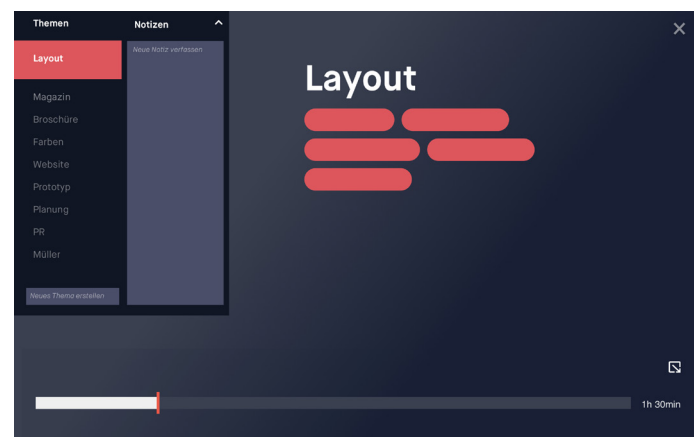 Themen
Notizen
Layout
Neue Notiz verfassen
Magazin
Broschüre
Farben
Website
Prototyp
Planung
PR
Müller
Neues Thema erstellen
Layout
1h 30min